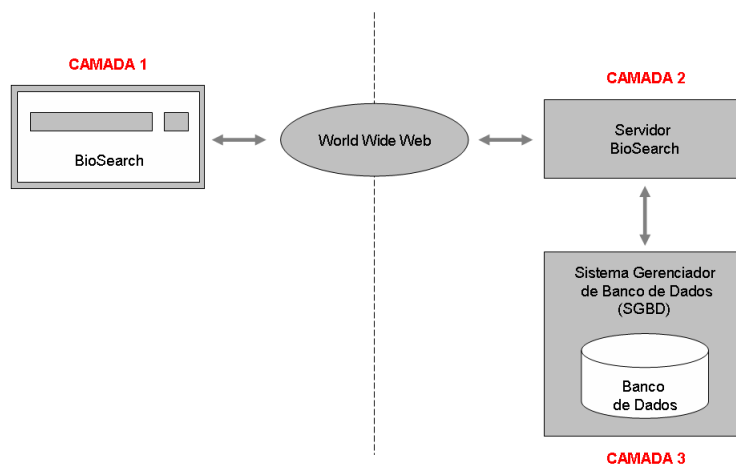 CAMADA 1
BioSearch
World Wide Web
CAMADA 2
Servidor
BioSearch
Sistema Gerenciador
de Banco de Dados
(SGBD)
Banco
de Dados
CAMADA 3